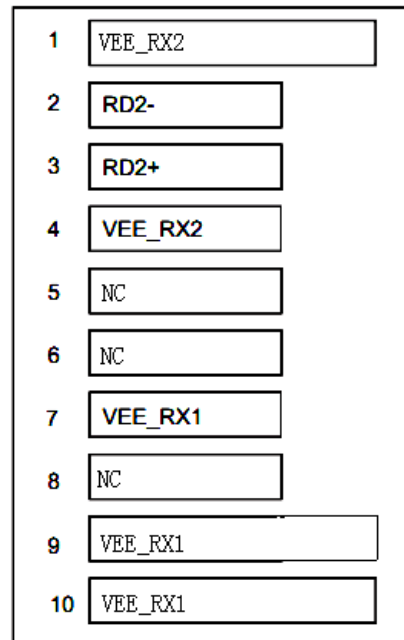 1 VEE_RX2
2 RD2-
3 RD2+
4 VEE_RX2
5 NC
6 NC
7 VEE_RX1
8 NC
9 VEE_RX1
10 VEE_RX1